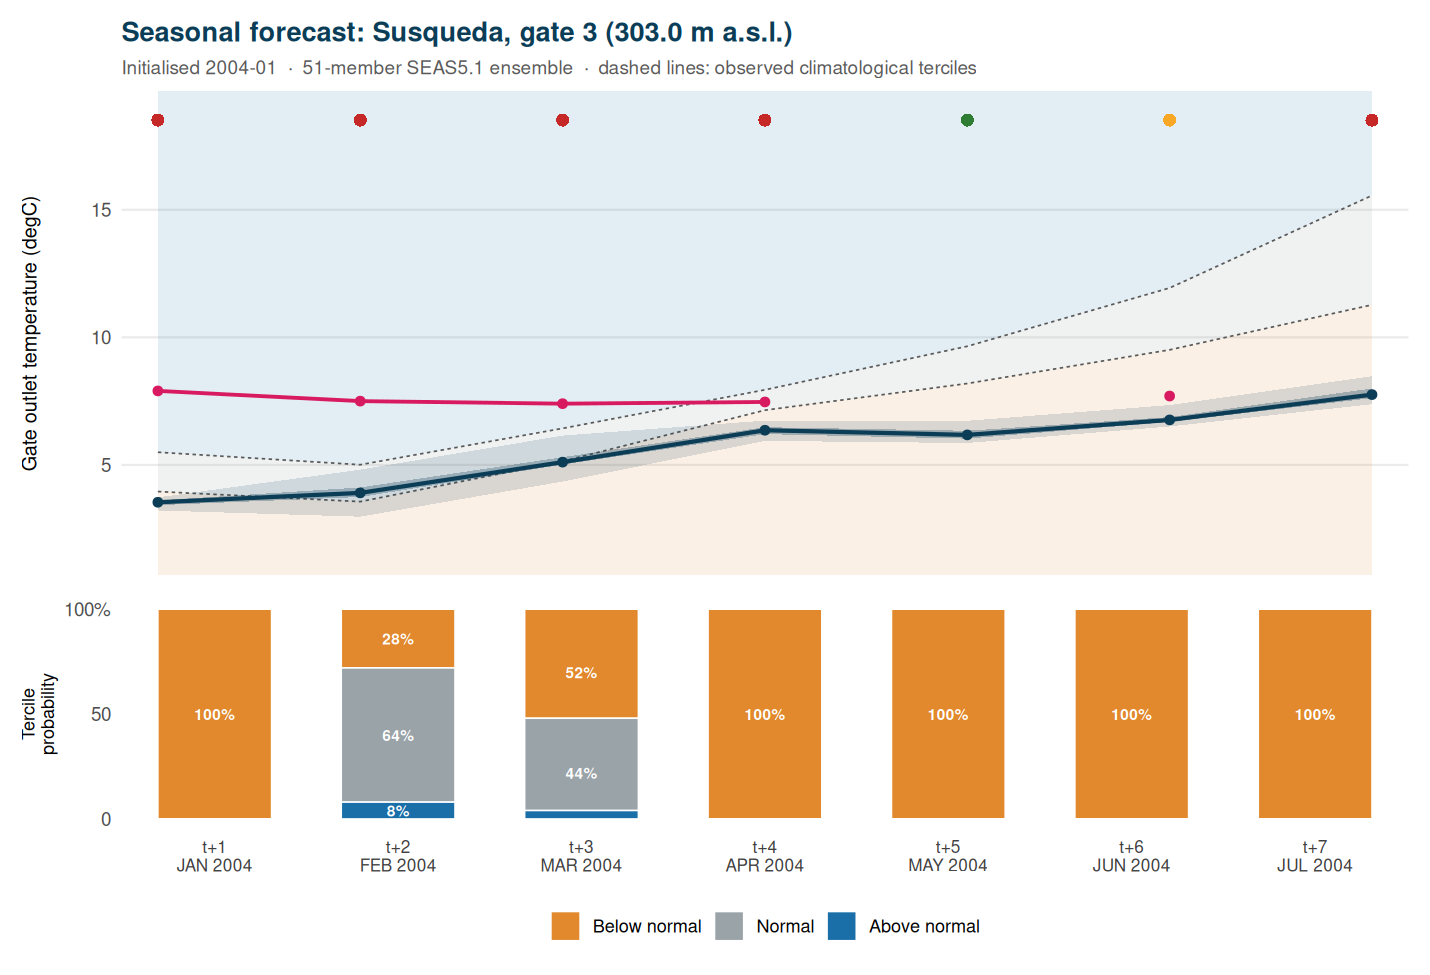 Seasonal forecast: Susqueda, gate 3 (303.0 m a.s.l.)
Initialised 2004-01 · 51-member SEAS5.1 ensemble · dashed lines: observed climatological terciles
Gate outlet temperature (degC)
15
10
5
Tercile
probability
100%
50
0
100%
28%
64%
8%
52%
44%
100%
100%
100%
100%
t+1
JAN 2004
t+2
FEB 2004
t+3
MAR 2004
t+4
APR 2004
t+5
MAY 2004
t+6
JUN 2004
t+7
JUL 2004
Below normal
Normal
Above normal